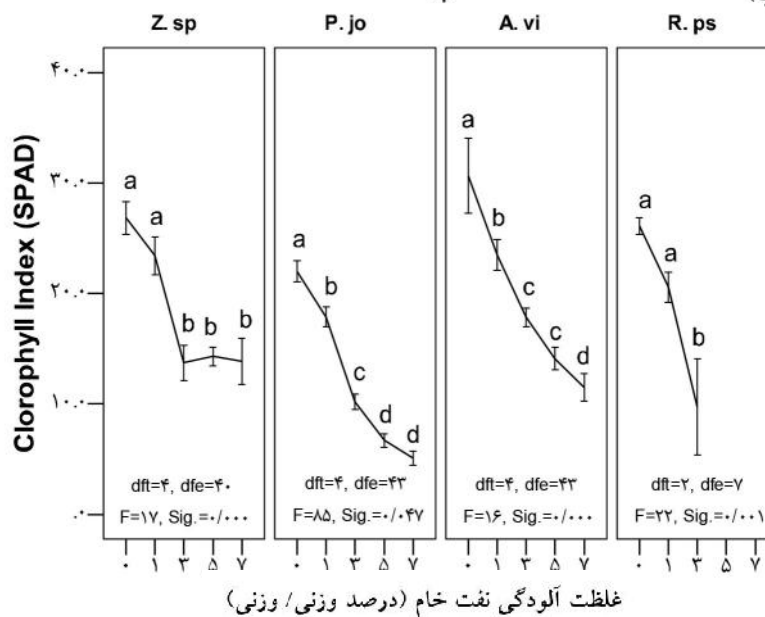 Z. sp P. jo A. vi R. ps
Clorophyll Index (SPAD)
۴۰.۰
۳۰.۰
۲۰.۰
۱۰.۰
.۰
a a b b b
a b c d d
a b c c d
a a b
dft=۴, dfe=۴۰
F=۱۷, Sig.=۰/۰۰۰
dft=۴, dfe=۴۳
F=۸۵, Sig.=۰/۰۴۷
dft=۴, dfe=۴۳
F=۱۶, Sig.=۰/۰۰۰
dft=۲, dfe=۷
F=۲۲, Sig.=۰/۰۰۱
۰ ۱ ۳ ۵ ۷ ۰ ۱ ۳ ۵ ۷ ۰ ۱ ۳ ۵ ۷ ۰ ۱ ۳ ۵ ۷
غلظت آلودگی نفت خام (درصد وزنی/ وزنی)